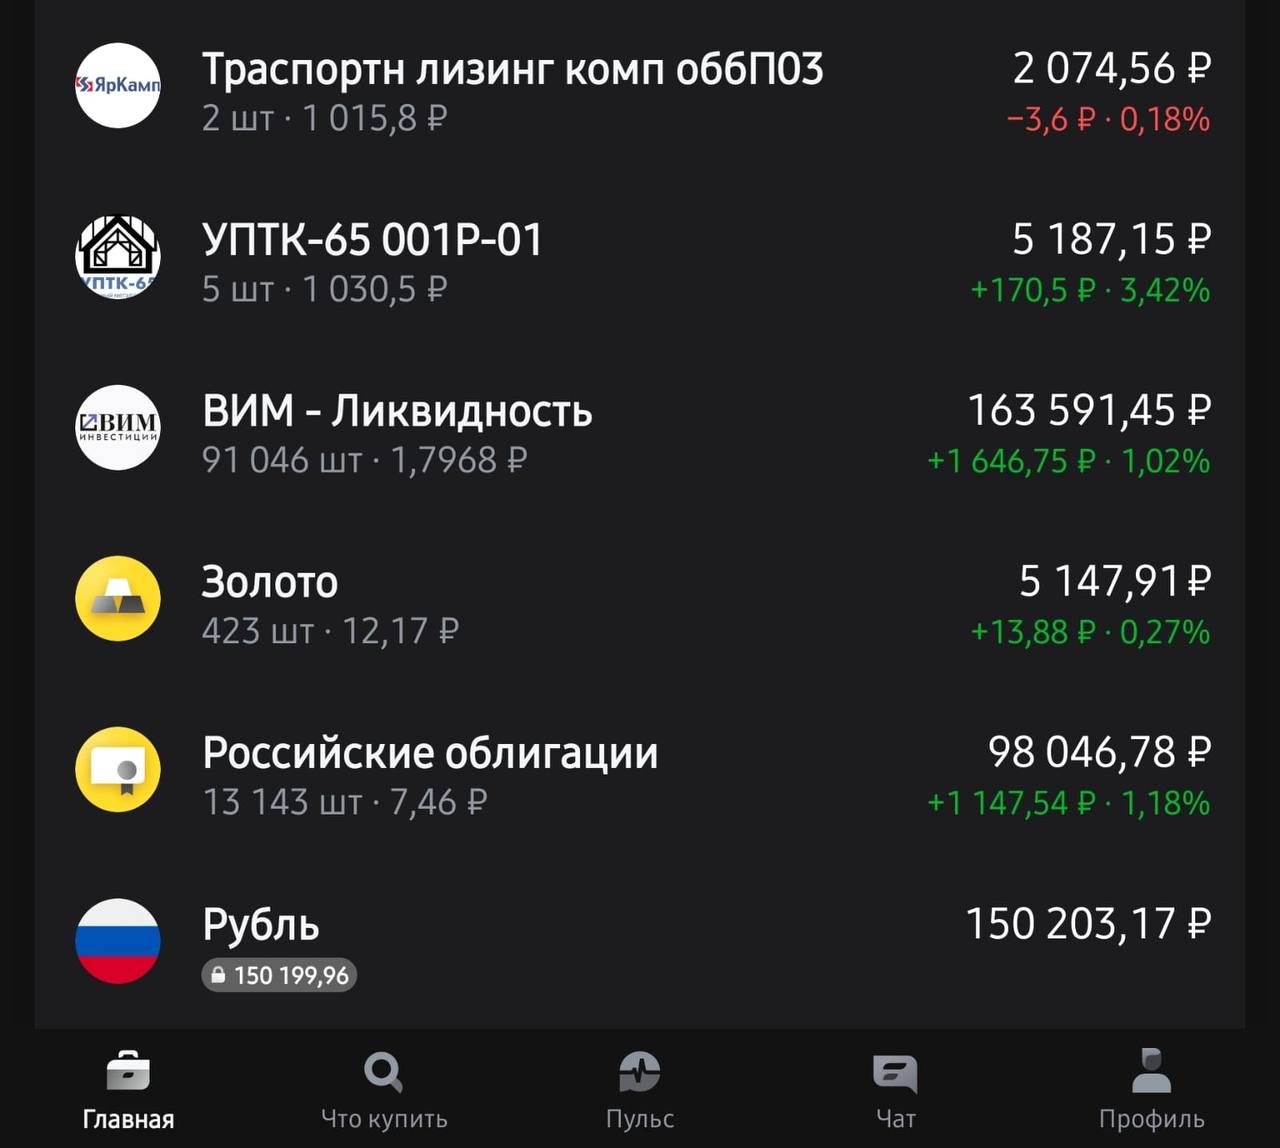 ЯрКамп
Траспортн лизинг комп оббП03
2 074,56 ₽
2 шт · 1 015,8 ₽
−3,6 ₽ · 0,18%
УПТК-65
УПТК-65 001Р-01
5 187,15 ₽
5 шт · 1 030,5 ₽
+170,5 ₽ · 3,42%
ВИМ
ИНВЕСТИЦИИ
ВИМ - Ликвидность
163 591,45 ₽
91 046 шт · 1,7968 ₽
+1 646,75 ₽ · 1,02%
Золото
5 147,91 ₽
423 шт · 12,17 ₽
+13,88 ₽ · 0,27%
Российские облигации
98 046,78 ₽
13 143 шт · 7,46 ₽
+1 147,54 ₽ · 1,18%
Рубль
150 203,17 ₽
150 199,96
Главная
Что купить
Пульс
Чат
Профиль